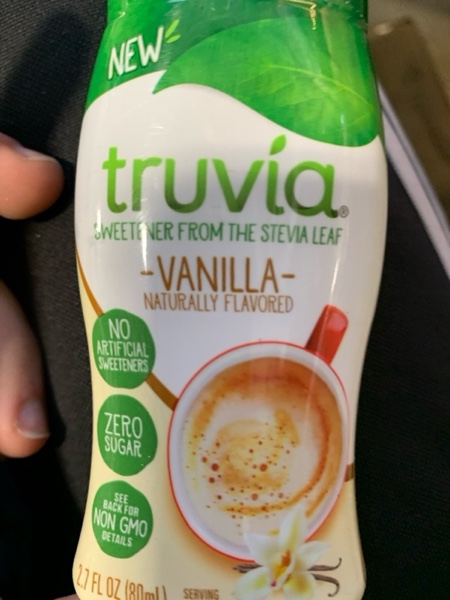 NEW
truvía®
SWEETENER FROM THE STEVIA LEAF
-VANILLA-
NATURALLY FLAVORED
NO
ARTIFICIAL
SWEETENERS
ZERO
SUGAR
SEE
BACK FOR
NON GMO
DETAILS
2.7 FL OZ (80mL)
SERVING